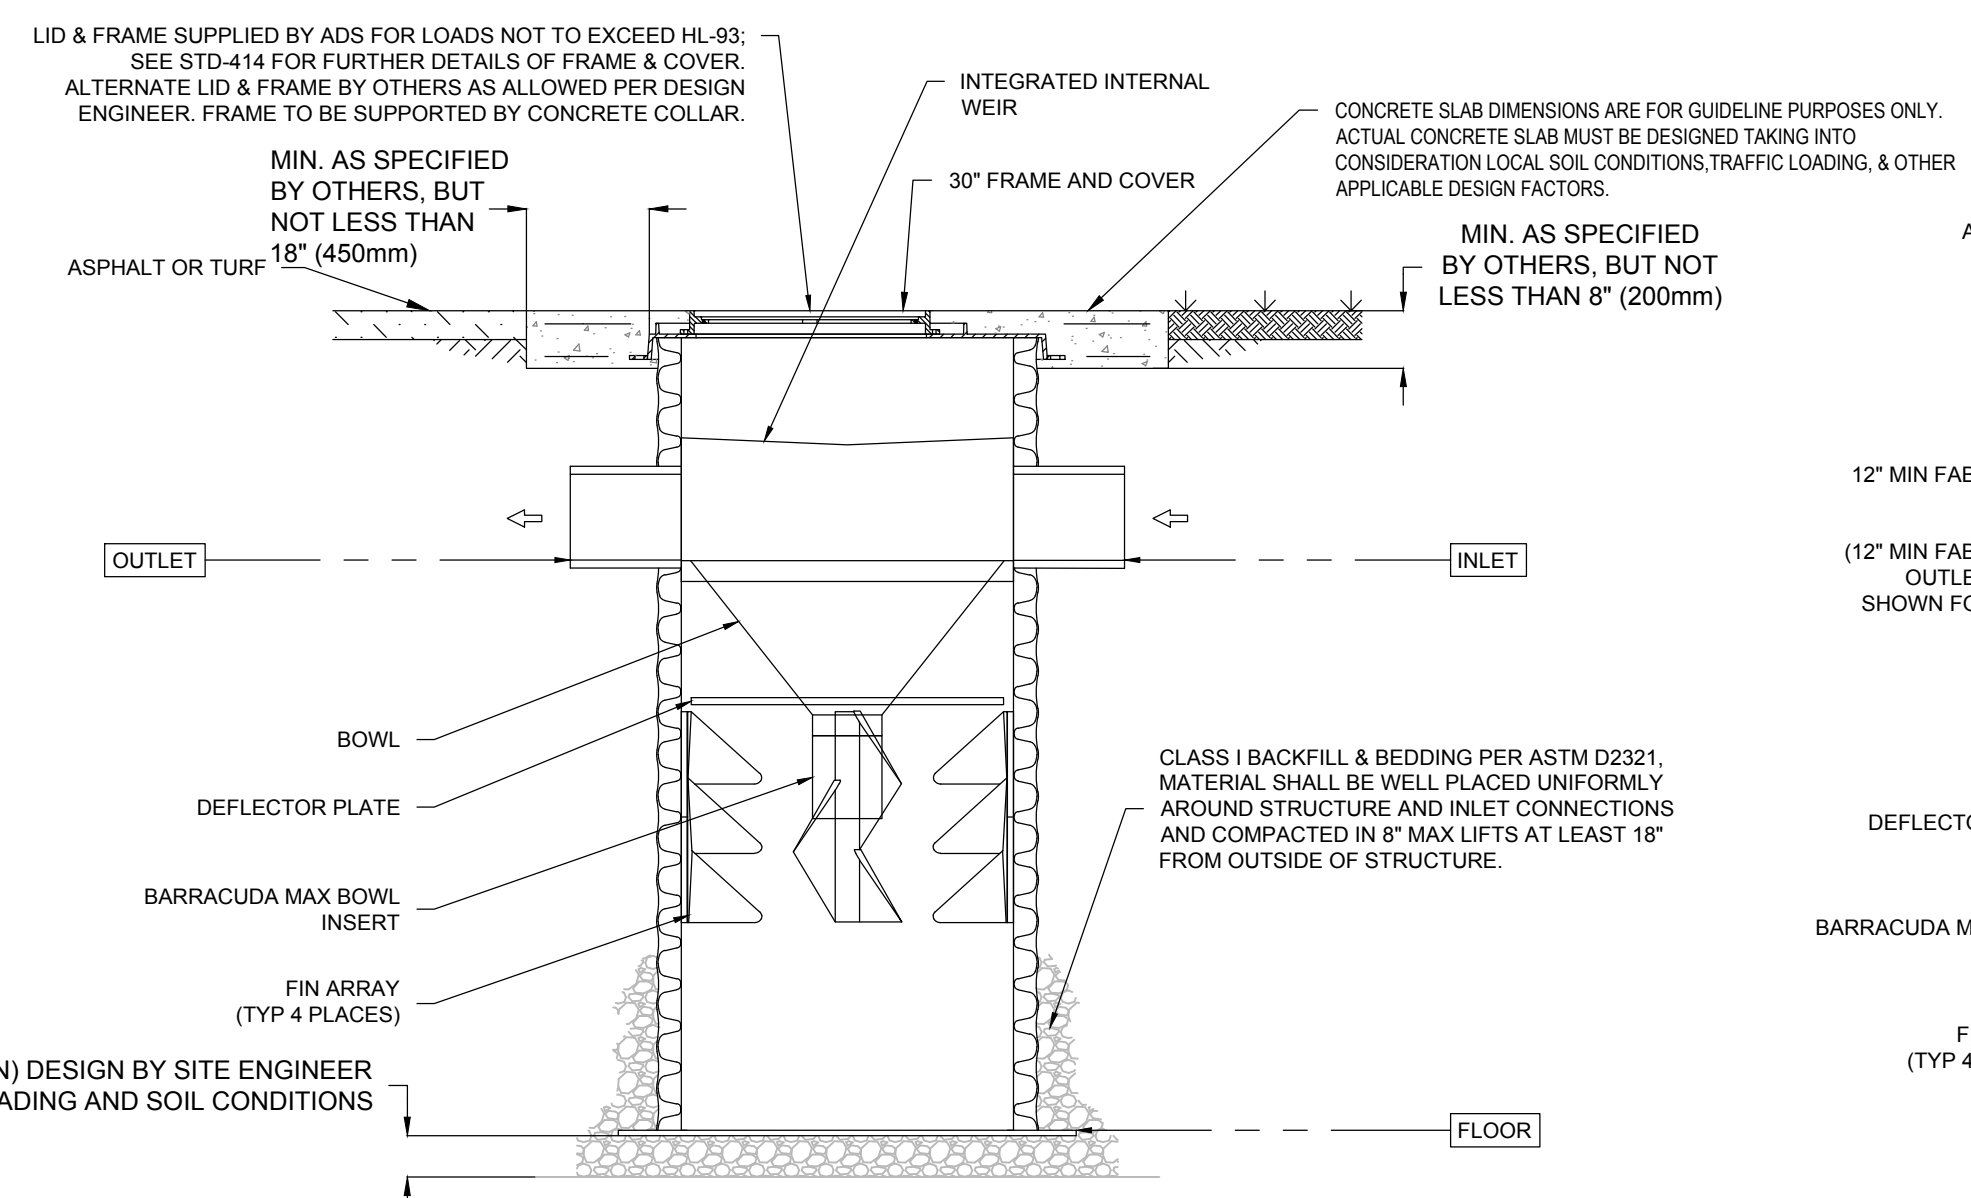 LID & FRAME SUPPLIED BY ADS FOR LOADS NOT TO EXCEED HL-93;
SEE STD-414 FOR FURTHER DETAILS OF FRAME & COVER.
ALTERNATE LID & FRAME BY OTHERS AS ALLOWED PER DESIGN
ENGINEER. FRAME TO BE SUPPORTED BY CONCRETE COLLAR.
INTEGRATED INTERNAL
WEIR
CONCRETE SLAB DIMENSIONS ARE FOR GUIDELINE PURPOSES ONLY.
ACTUAL CONCRETE SLAB MUST BE DESIGNED TAKING INTO
CONSIDERATION LOCAL SOIL CONDITIONS,TRAFFIC LOADING, & OTHER
APPLICABLE DESIGN FACTORS.
MIN. AS SPECIFIED
BY OTHERS, BUT
NOT LESS THAN
18" (450mm)
30" FRAME AND COVER
MIN. AS SPECIFIED
BY OTHERS, BUT NOT
LESS THAN 8" (200mm)
ASPHALT OR TURF
A
12" MIN FAB
(12" MIN FAB
OUTLE
SHOWN FO
OUTLET
INLET
BOWL
DEFLECTOR PLATE
BARRACUDA MAX BOWL
INSERT
FIN ARRAY
(TYP 4 PLACES)
CLASS I BACKFILL & BEDDING PER ASTM D2321,
MATERIAL SHALL BE WELL PLACED UNIFORMLY
AROUND STRUCTURE AND INLET CONNECTIONS
AND COMPACTED IN 8" MAX LIFTS AT LEAST 18"
FROM OUTSIDE OF STRUCTURE.
DEFLECTO
BARRACUDA M
F
(TYP 4
N) DESIGN BY SITE ENGINEER
ADING AND SOIL CONDITIONS
FLOOR